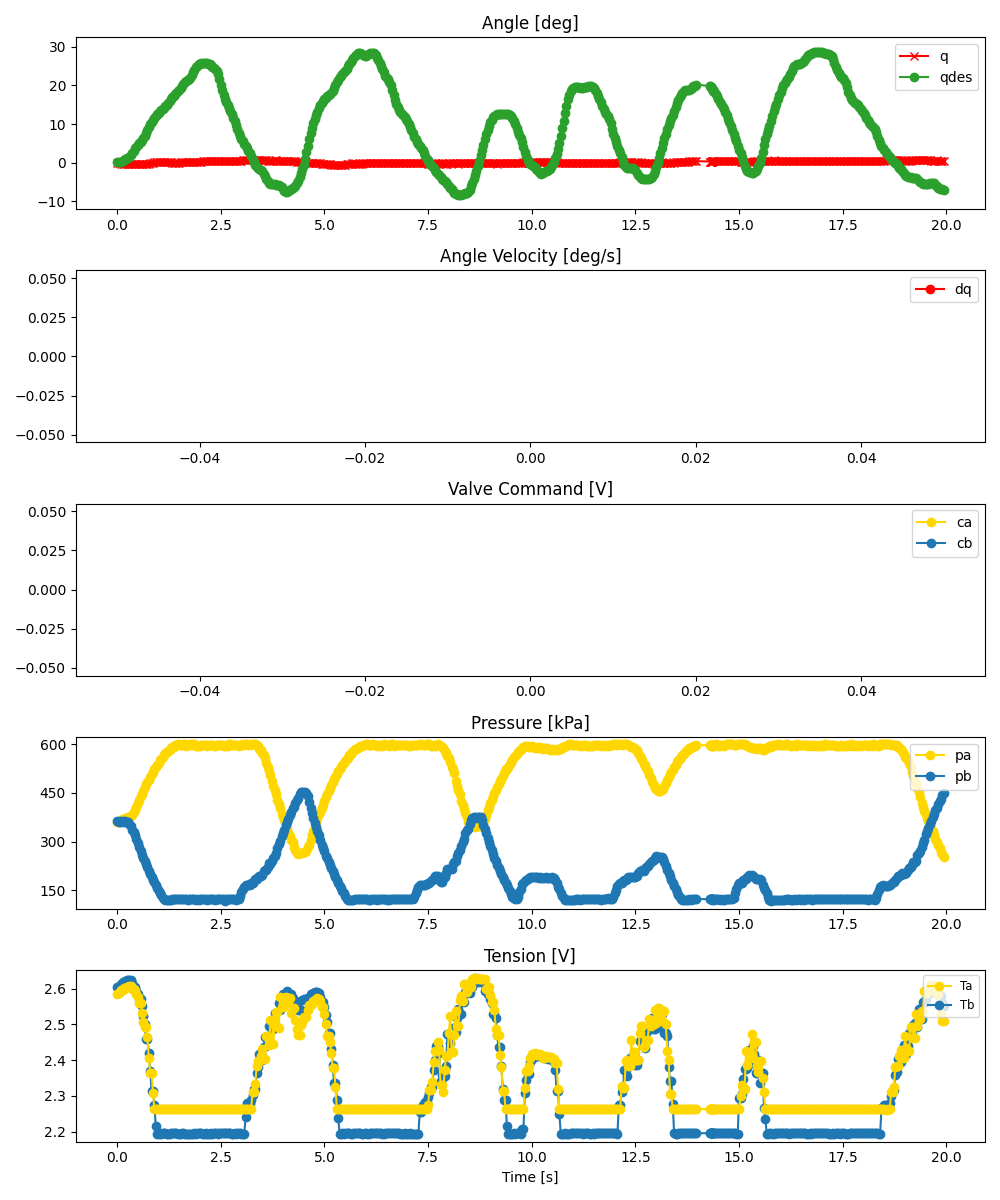 Angle [deg]
30
20
10
0
−10
q
qdes
0.0 2.5 5.0 7.5 10.0 12.5 15.0 17.5 20.0
Angle Velocity [deg/s]
0.050
0.025
0.000
−0.025
−0.050
dq
−0.04 −0.02 0.00 0.02 0.04
Valve Command [V]
0.050
0.025
0.000
−0.025
−0.050
ca
cb
−0.04 −0.02 0.00 0.02 0.04
Pressure [kPa]
600
450
300
150
pa
pb
0.0 2.5 5.0 7.5 10.0 12.5 15.0 17.5 20.0
Tension [V]
2.6
2.5
2.4
2.3
2.2
Ta
Tb
0.0 2.5 5.0 7.5 10.0 12.5 15.0 17.5 20.0
Time [s]